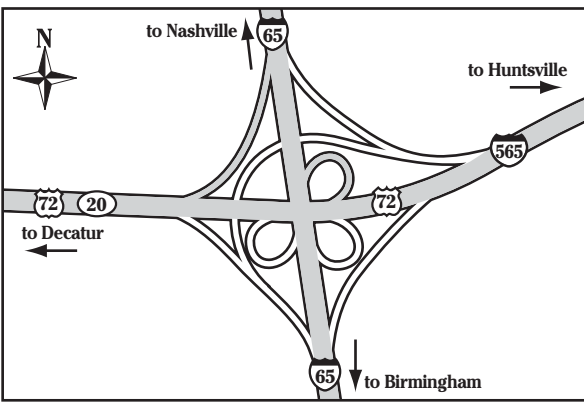 N
to Nashville
65
to Huntsville
565
72
20
72
to Decatur
65
to Birmingham